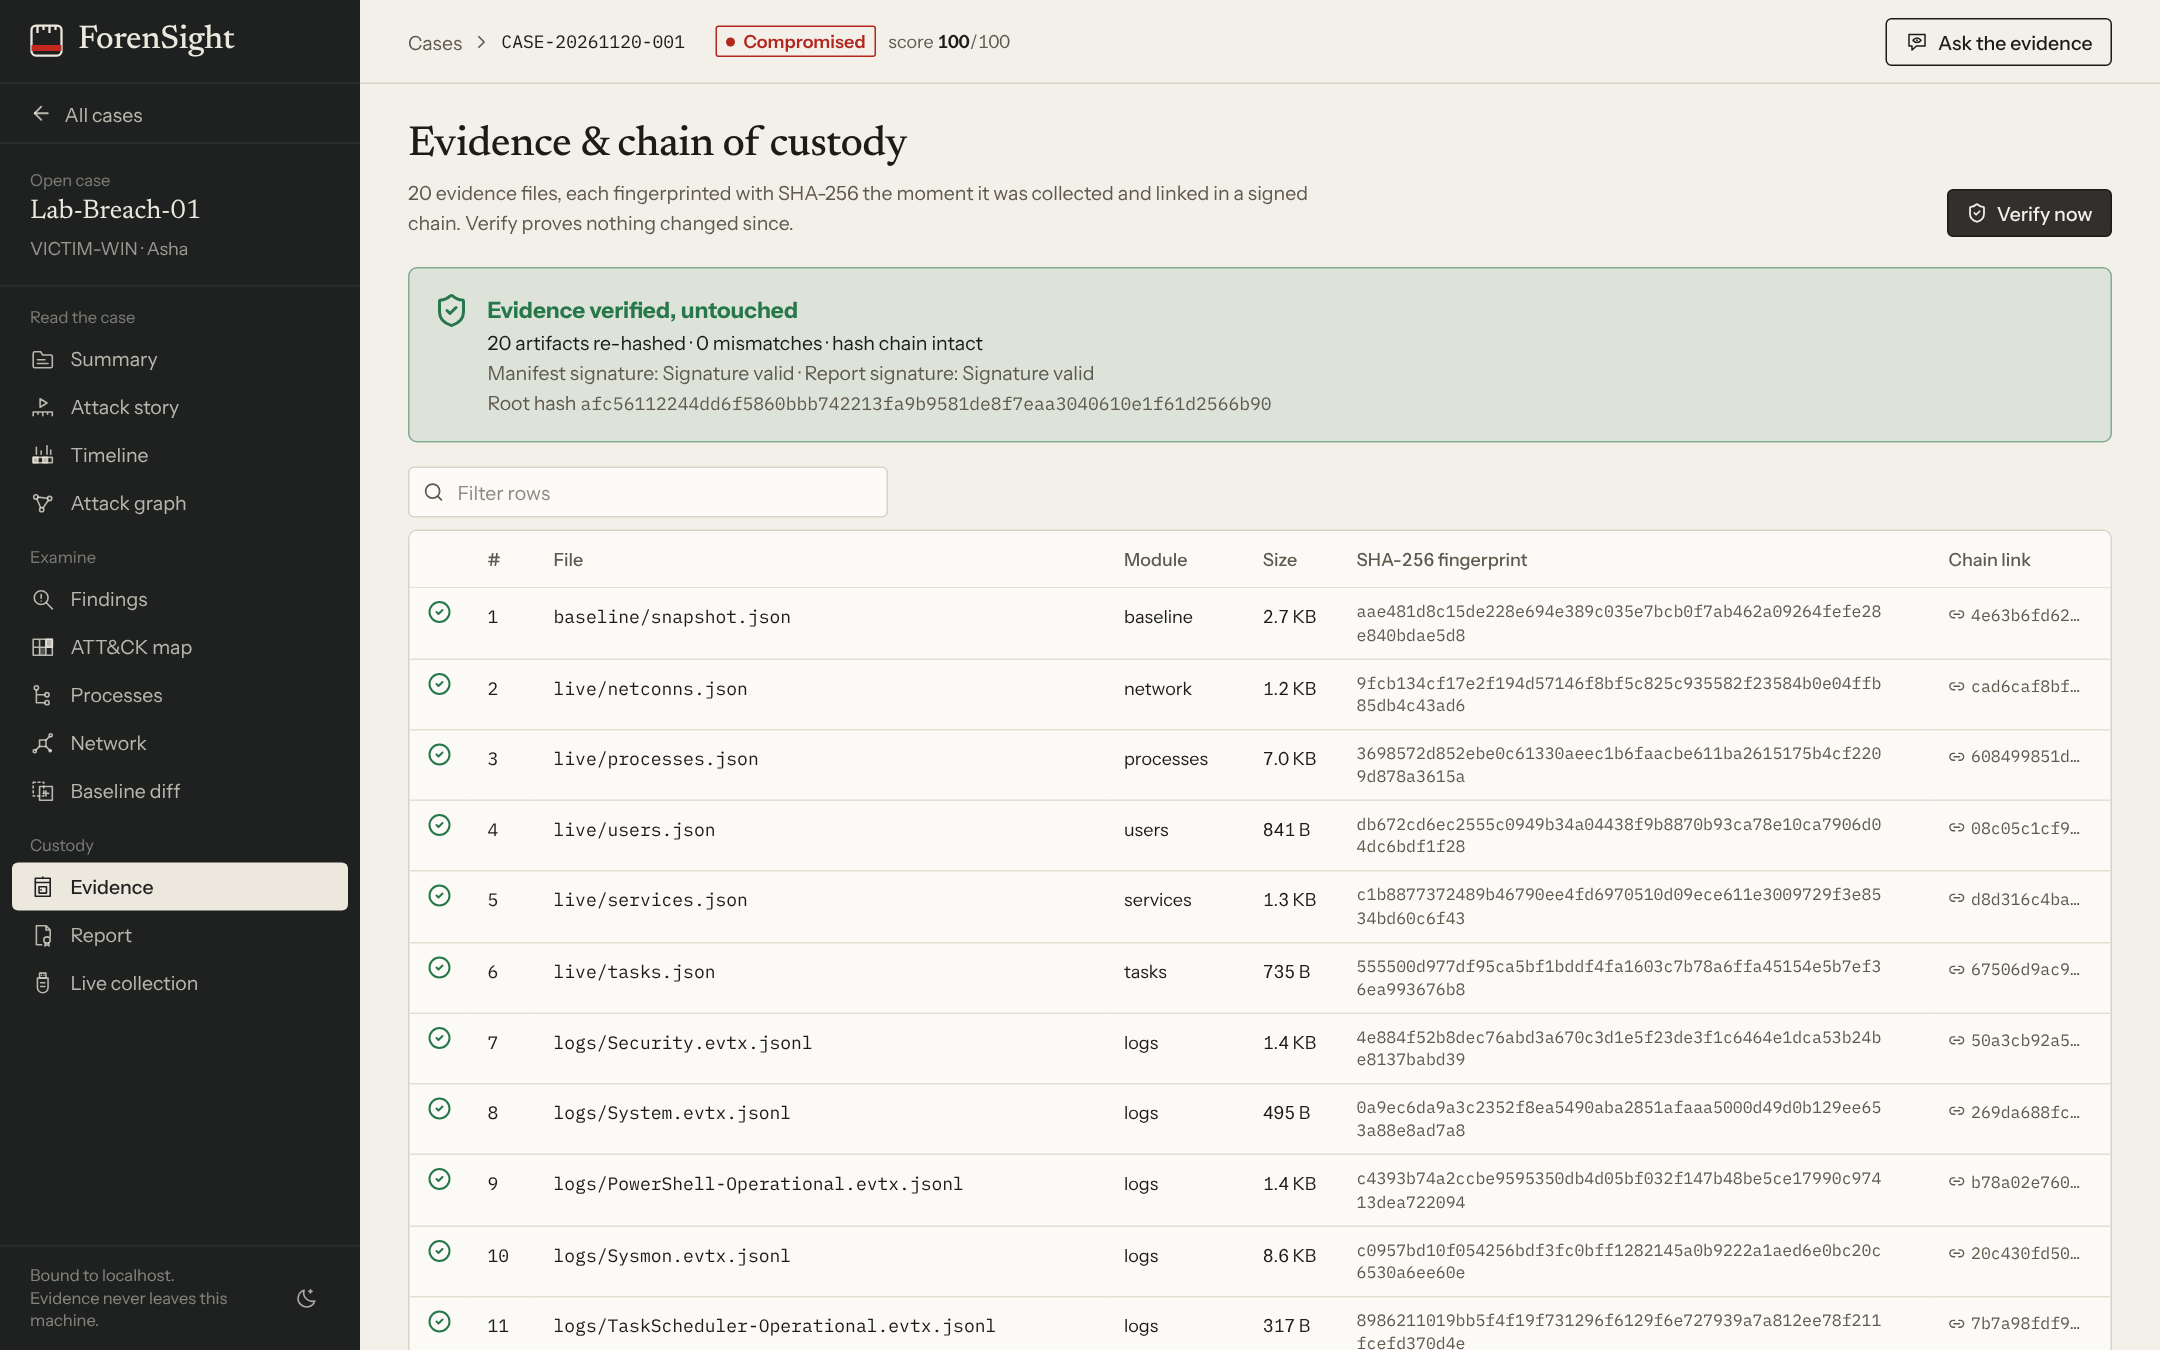 ForenSight
All cases
Open case
Lab-Breach-01
VICTIM-WIN · Asha
Read the case
Summary
Attack story
Timeline
Attack graph
Examine
Findings
ATT&CK map
Processes
Network
Baseline diff
Custody
Evidence
Report
Live collection
Bound to localhost.
Evidence never leaves this
machine.
Cases > CASE-20261120-001 Compromised score 100/100
Ask the evidence
Evidence & chain of custody
20 evidence files, each fingerprinted with SHA-256 the moment it was collected and linked in a signed
chain. Verify proves nothing changed since.
Verify now
Evidence verified, untouched
20 artifacts re-hashed · 0 mismatches · hash chain intact
Manifest signature: Signature valid · Report signature: Signature valid
Root hash afc56112244dd6f5860bbb742213fa9b9581de8f7eaa3040610e1f61d2566b90
Filter rows
# File Module Size SHA-256 fingerprint Chain link
1 baseline/snapshot.json baseline 2.7 KB aae481d8c15de228e694e389c035e7bcb0f7ab462a09264fefe28 4e63b6fd62…
e840bdae5d8
2 live/netconns.json network 1.2 KB 9fcb134cf17e2f194d57146f8bf5c825c935582f23584b0e04ffb cad6caf8bf…
85db4c43ad6
3 live/processes.json processes 7.0 KB 3698572d852ebe0c61330aeec1b6faacbe611ba2615175b4cf220 608499851d…
9d878a3615a
4 live/users.json users 841 B db672cd6ec2555c0949b34a04438f9b8870b93ca78e10ca7906d0 08c05c1cf9…
4dc6bdf1f28
5 live/services.json services 1.3 KB c1b8877372489b46790ee4fd6970510d09ece611e3009729f3e85 d8d316c4ba…
34bd60c6f43
6 live/tasks.json tasks 735 B 555500d977df95ca5bf1bddf4fa1603c7b78a6ffa45154e5b7ef3 67506d9ac9…
6ea993676b8
7 logs/Security.evtx.jsonl logs 1.4 KB 4e884f52b8dec76abd3a670c3d1e5f23de3f1c6464e1dca53b24b 50a3cb92a5…
e8137babd39
8 logs/System.evtx.jsonl logs 495 B 0a9ec6da9a3c2352f8ea5490aba2851afaaa5000d49d0b129ee65 269da688fc…
3a88e8ad7a8
9 logs/PowerShell-Operational.evtx.jsonl logs 1.4 KB c4393b74a2ccbe9595350db4d05bf032f147b48be5ce17990c974 b78a02e760…
13dea722094
10 logs/Sysmon.evtx.jsonl logs 8.6 KB c0957bd10f054256bdf3fc0bff1282145a0b9222a1aed6e0bc20c 20c430fd50…
6530a6ee60e
11 logs/TaskScheduler-Operational.evtx.jsonl logs 317 B 8986211019bb5f4f19f731296f6129f6e727939a7a812ee78f211 7b7a98fdf9…
fcefd370d4e